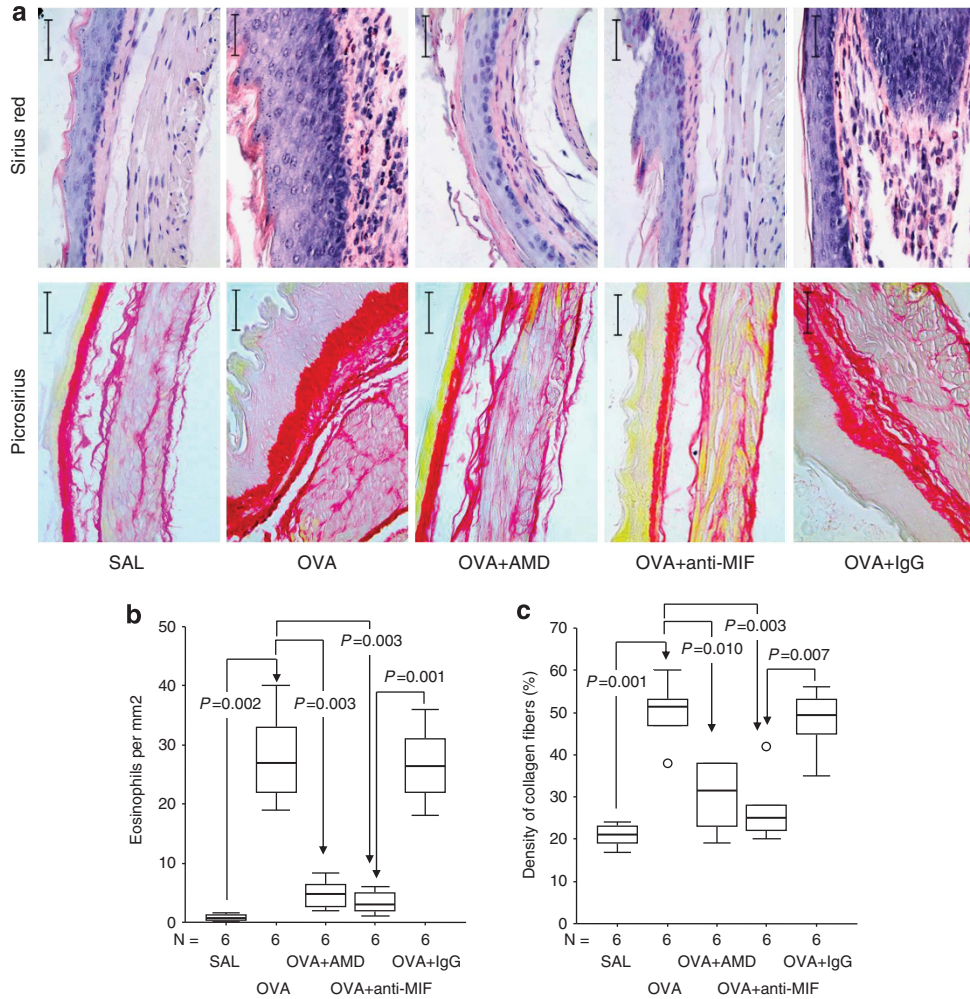 a
Sirius red
Picrosirius
SAL
OVA
OVA+AMD
OVA+anti-MIF
OVA+IgG
b
P=0.003
P=0.002
P=0.003
P=0.001
Eosinophils per mm2
50
40
30
20
10
0
N = 6 6 6 6 6
SAL OVA+AMD OVA+IgG
OVA OVA+anti-MIF
c
P=0.003
P=0.010
P=0.001
P=0.007
Density of collagen fibers (%)
70
60
50
40
30
20
10
0
N = 6 6 6 6 6
SAL OVA+AMD OVA+IgG
OVA OVA+anti-MIF